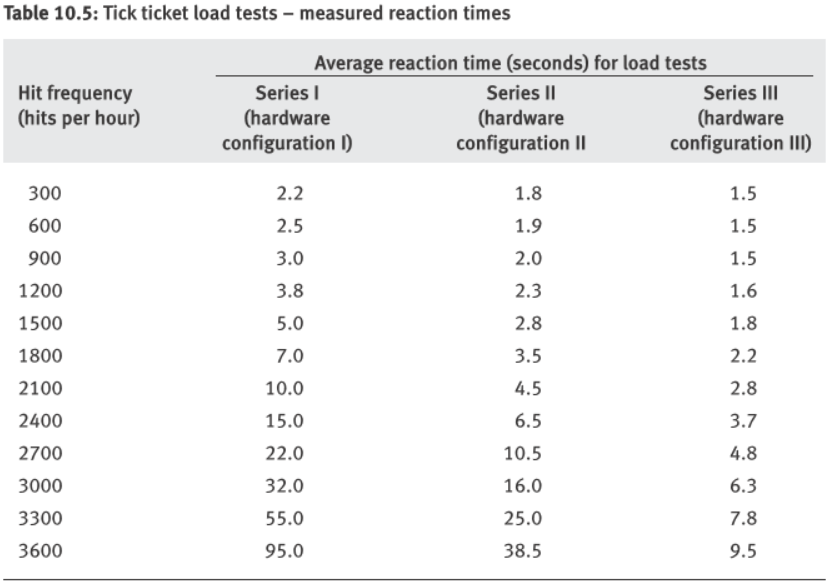 Table 10.5: Tick ticket load tests – measured reaction times
Average reaction time (seconds) for load tests
Hit frequency Series I Series II Series III
(hits per hour) (hardware (hardware (hardware
configuration I) configuration II configuration III)
300 2.2 1.8 1.5
600 2.5 1.9 1.5
900 3.0 2.0 1.5
1200 3.8 2.3 1.6
1500 5.0 2.8 1.8
1800 7.0 3.5 2.2
2100 10.0 4.5 2.8
2400 15.0 6.5 3.7
2700 22.0 10.5 4.8
3000 32.0 16.0 6.3
3300 55.0 25.0 7.8
3600 95.0 38.5 9.5